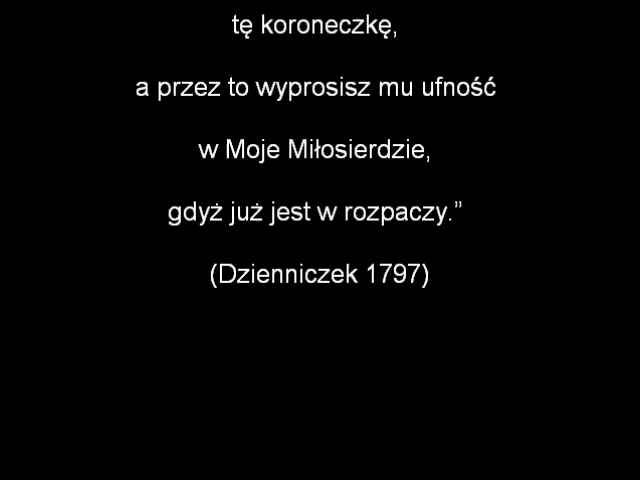 tę koroneczkę,
a przez to wyprosisz mu ufność
w Moje Miłosierdzie,
gdyż już jest w rozpaczy.”
(Dzienniczek 1797)